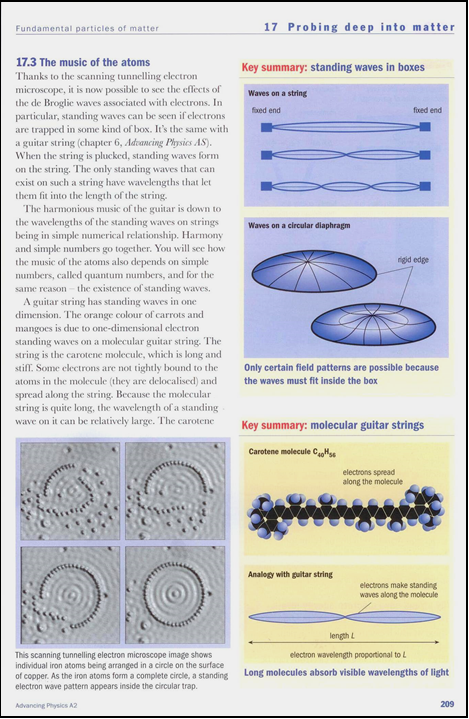 Fundamental particles of matter
17 Probing deep into matter
17.3 The music of the atoms
Thanks to the scanning tunnelling electron
microscope, it is now possible to see the effects of
the de Broglie waves associated with electrons. In
particular, standing waves can be seen if electrons
are trapped in some kind of box. It's the same with
a guitar string (chapter 6, Advancing Physics AS).
When the string is plucked, standing waves form
on the string. The only standing waves that can
exist on such a string have wavelengths that let
them fit into the length of the string.
The harmonious music of the guitar is down to
the wavelengths of the standing waves on strings
being in simple numerical relationship. Harmony
and simple numbers go together. You will see how
the music of the atoms also depends on simple
numbers, called quantum numbers, and for the
same reason – the existence of standing waves.
A guitar string has standing waves in one
dimension. The orange colour of carrots and
mangoes is due to one-dimensional electron
standing waves on a molecular guitar string. The
string is the carotene molecule, which is long and
stiff. Some electrons are not tightly bound to the
atoms in the molecule (they are delocalised) and
spread along the string. Because the molecular
string is quite long, the wavelength of a standing
wave on it can be relatively large. The carotene
This scanning tunnelling electron microscope image shows
individual iron atoms being arranged in a circle on the surface
of copper. As the iron atoms form a complete circle, a standing
electron wave pattern appears inside the circular trap.
Key summary: standing waves in boxes
Waves on a string
fixed end
fixed end
Waves on a circular diaphragm
rigid edge
Only certain field patterns are possible because
the waves must fit inside the box
Key summary: molecular guitar strings
Carotene molecule C₄₀H₅₆
electrons spread
along the molecule
Analogy with guitar string
electrons make standing
waves along the molecule
length L
electron wavelength proportional to L
Long molecules absorb visible wavelengths of light
Advancing Physics A2
209